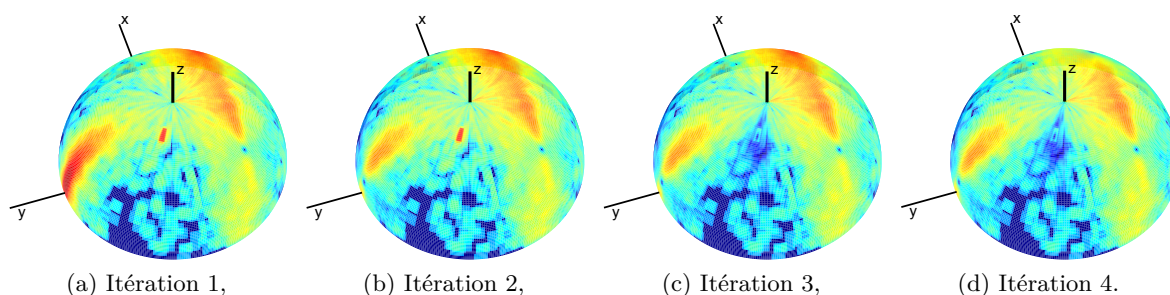 x x x x
z z z z
y y y y
(a) Itération 1, (b) Itération 2, (c) Itération 3, (d) Itération 4.